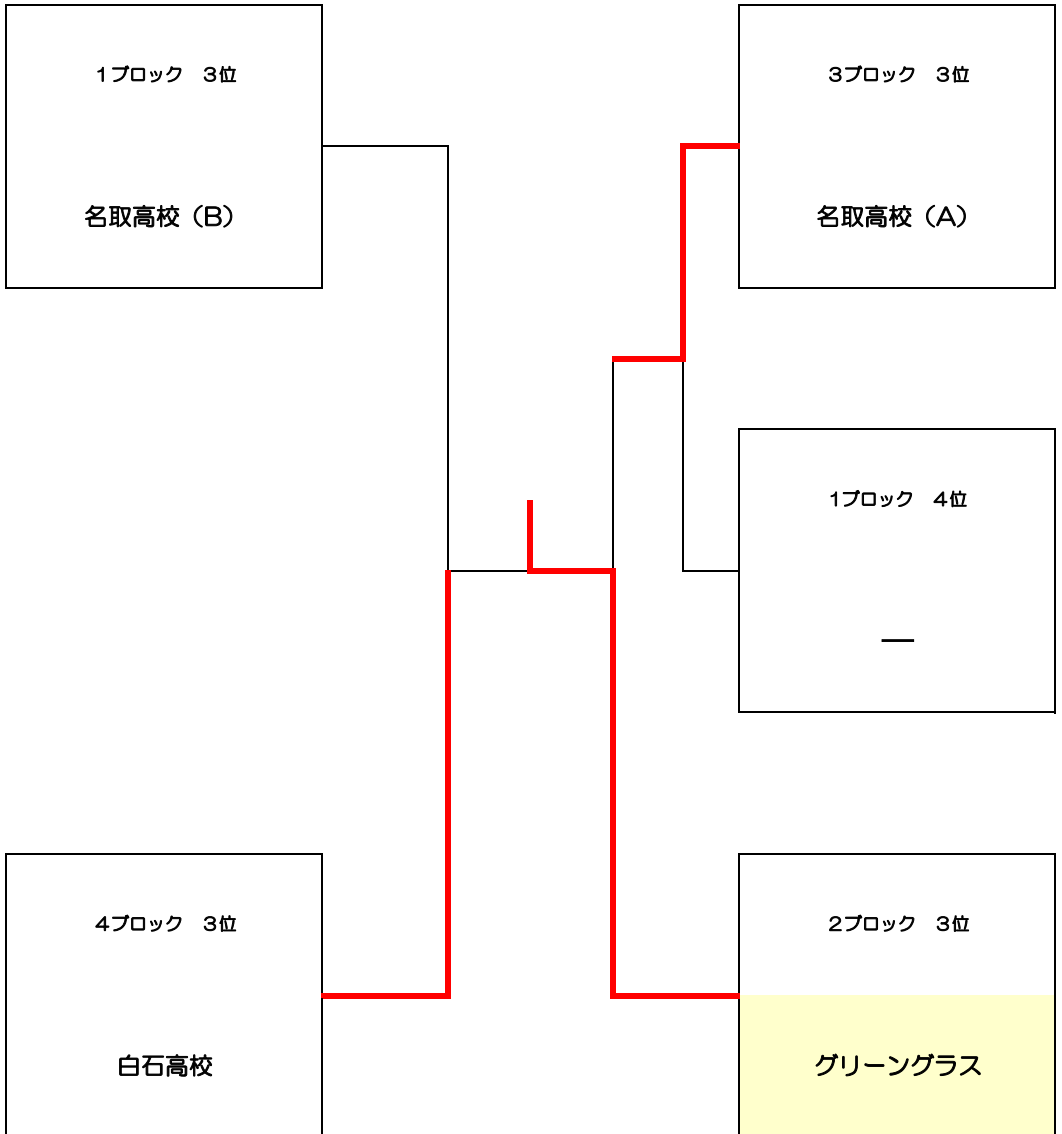 1ブロック　3位
名取高校（B）
3ブロック　3位
名取高校（A）
1ブロック　4位
―
4ブロック　3位
白石高校
2ブロック　3位
グリーングラス